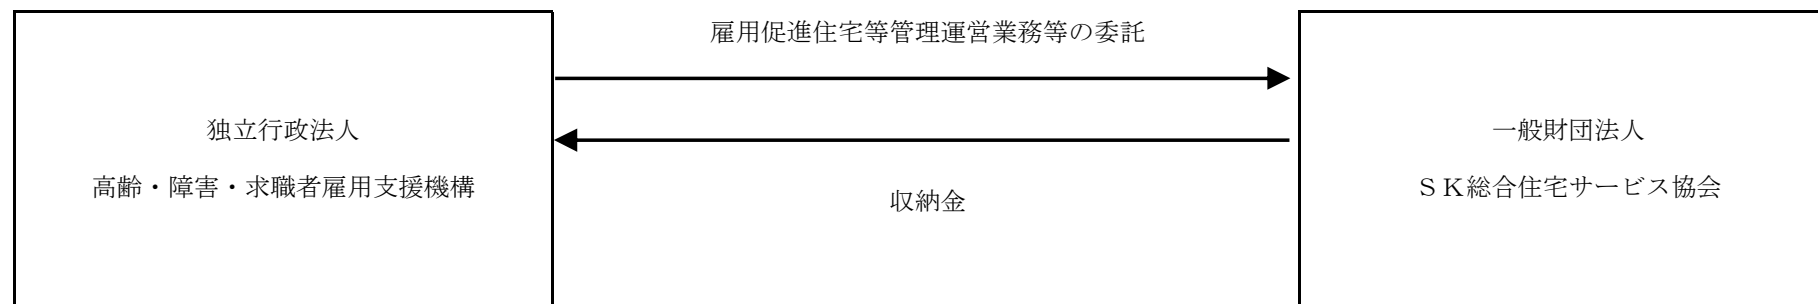 雇用促進住宅等管理運営業務等の委託
独立行政法人
高齢・障害・求職者雇用支援機構
収納金
一般財団法人
ＳＫ総合住宅サービス協会